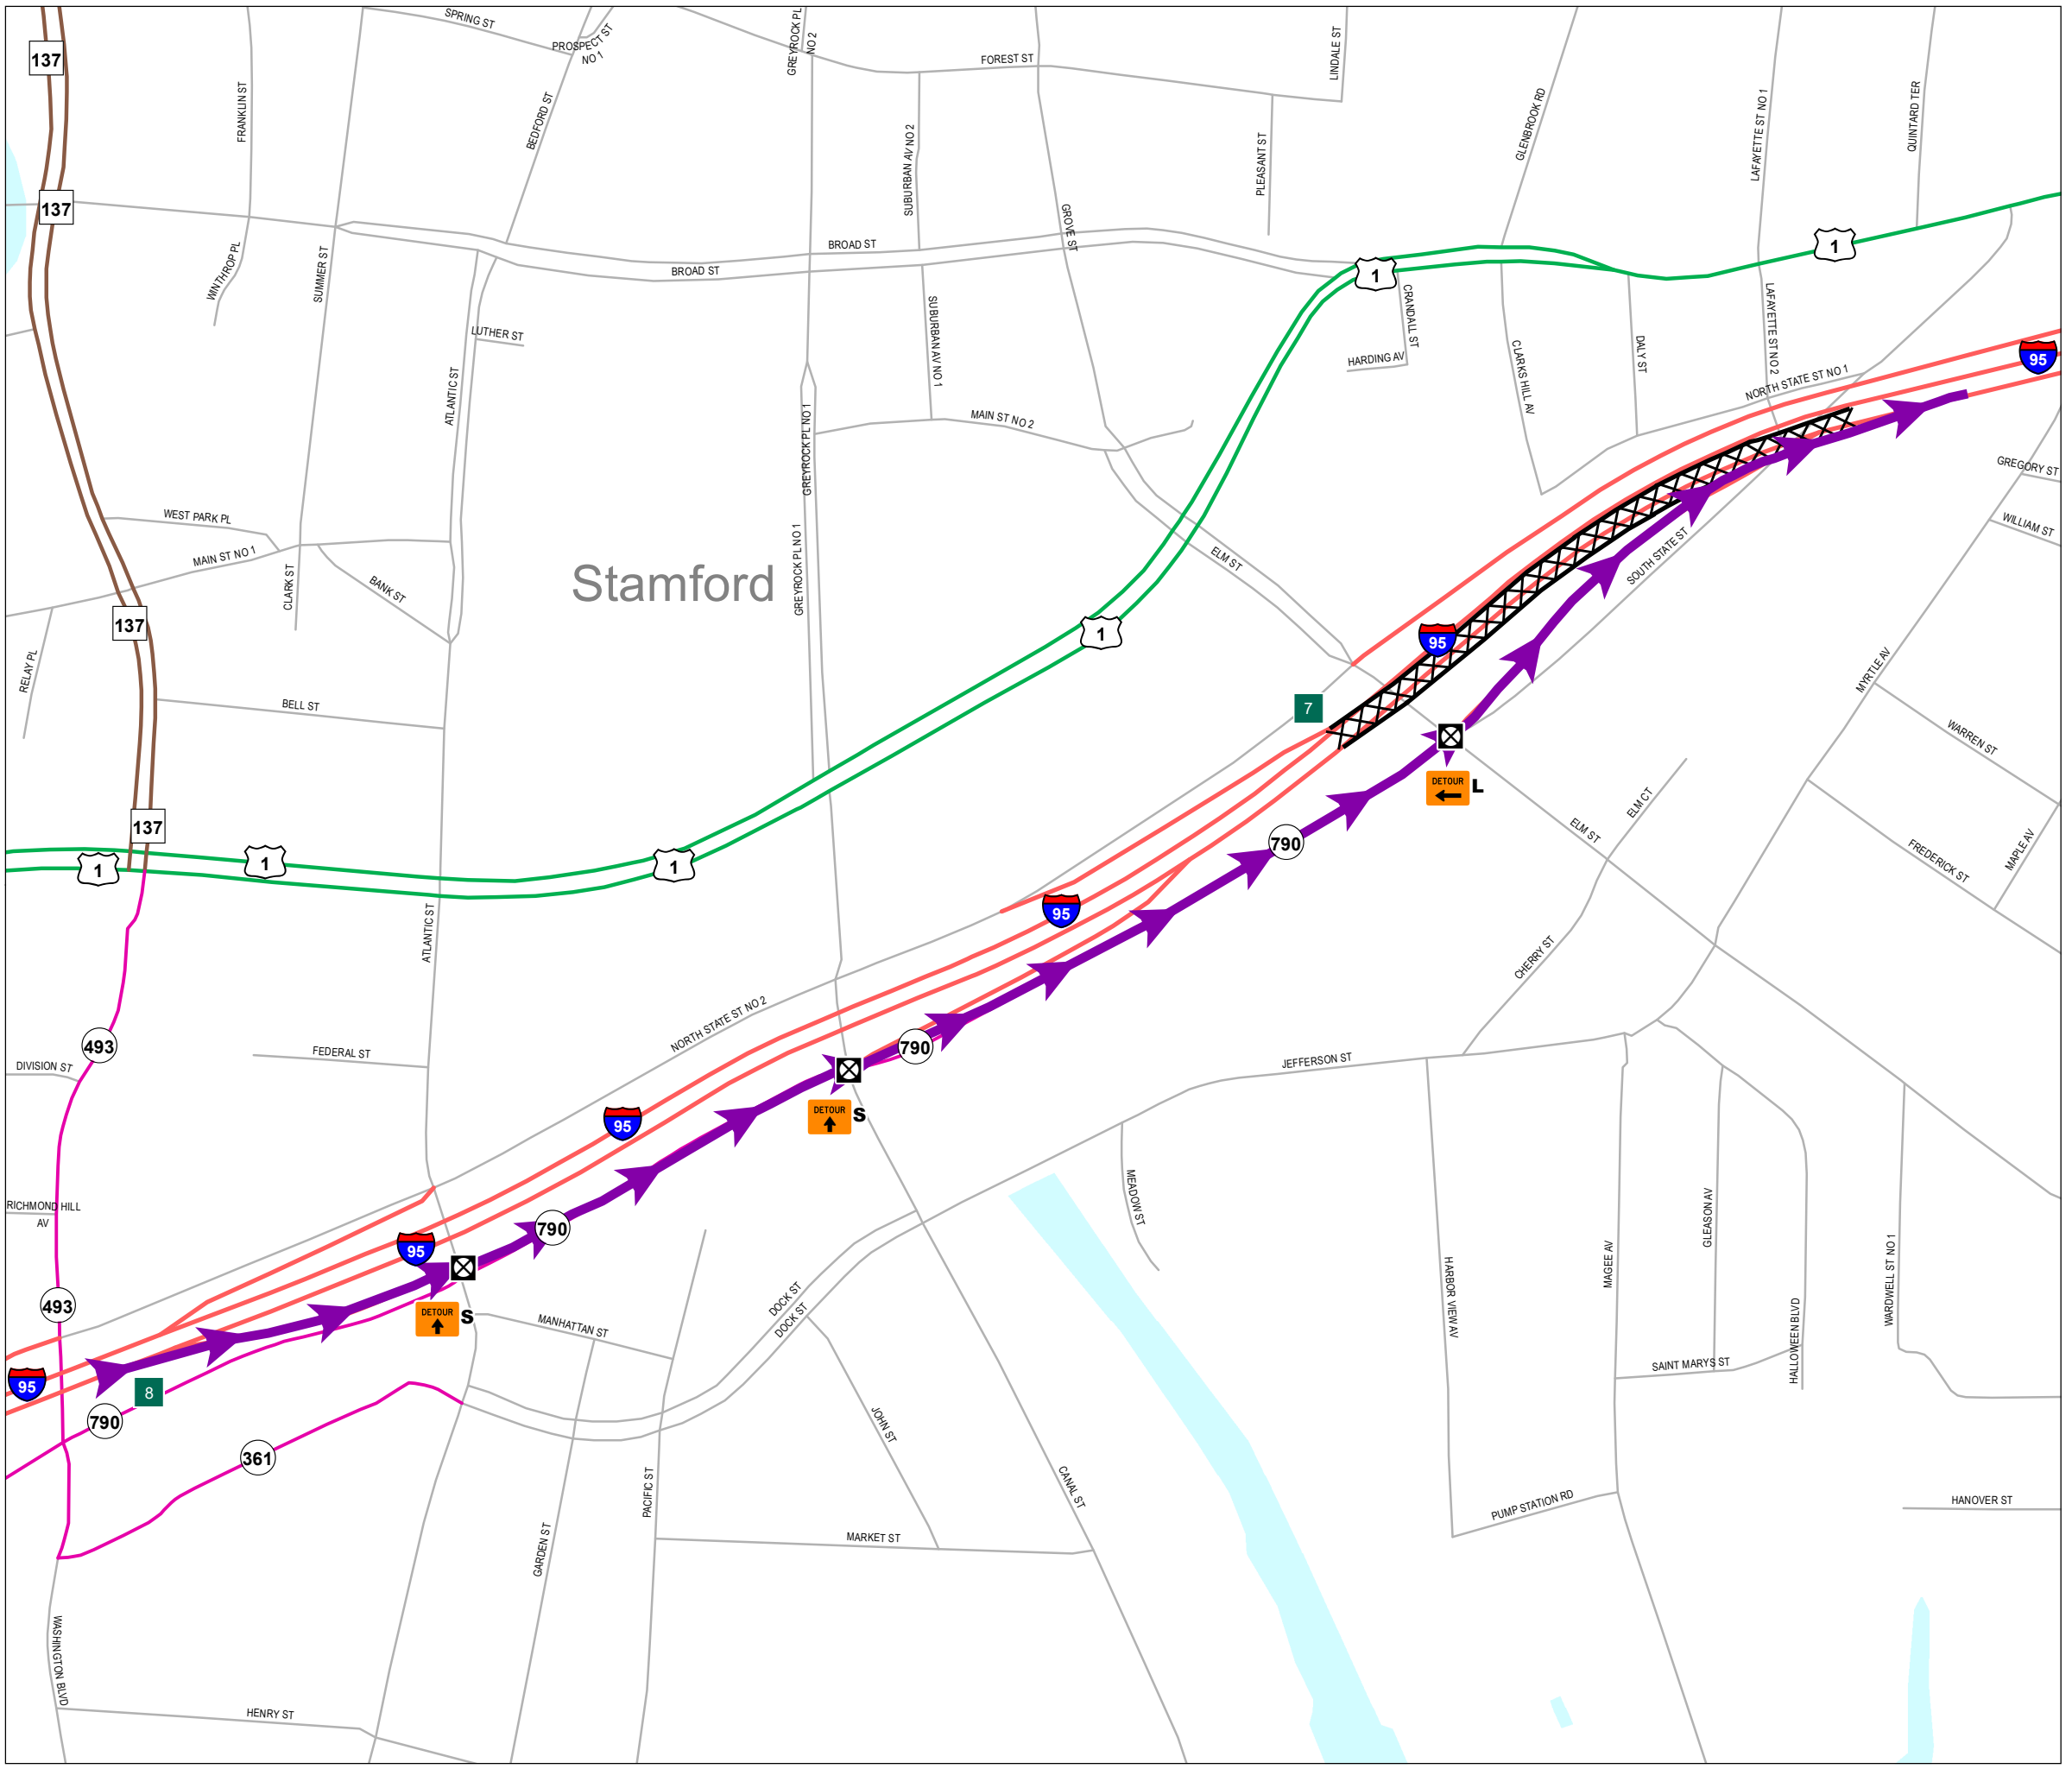 SPRING ST
PROSPECT ST
NO 1
GREYROCK PL
NO 2
137
FRANKLIN ST
BEDFORD ST
FOREST ST
LINDALE ST
GLENBROOK RD
LAFAYETTE ST NO 1
QUINTARD TER
SUBURBAN AV NO 2
PLEASANT ST
137
WINTHROP PL
SUMMER ST
BROAD ST
BROAD ST
GROVE ST
1
1
LUTHER ST
ATLANTIC ST
SUBURBAN AV NO 1
CRANDALL ST
HARDING AV
CLARKS HILL AV
DALY ST
LAFAYETTE ST NO 2
NORTH STATE ST NO 1
95
GREYROCK PL NO 1
MAIN ST NO 2
GREGORY ST
WILLIAM ST
WEST PARK PL
MAIN ST NO 1
CLARK ST
BANK ST
Stamford
GREYROCK PL NO 1
ELM ST
SOUTH STATE ST
137
RELAY PL
1
95
MYRTLE AV
BELL ST
7
WARREN ST
DETOUR
L
137
1
1
1
790
ELM CT
ELM ST
FREDERICK ST
MAPLE AV
ATLANTIC ST
95
CHERRY ST
493
NORTH STATE ST NO 2
790
DIVISION ST
FEDERAL ST
JEFFERSON ST
95
DETOUR
S
RICHMOND HILL
AV
95
790
MEADOW ST
HARBOR VIEW AV
MAGEE AV
GLEASON AV
WARDWELL ST NO 1
493
DETOUR
S
MANHATTAN ST
DOCK ST
DOCK ST
HALLOWEEN BLVD
SAINT MARYS ST
95
8
790
361
JOHN ST
PACIFIC ST
CANAL ST
PUMP STATION RD
HANOVER ST
GARDEN ST
MARKET ST
WASHINGTON BLVD
HENRY ST